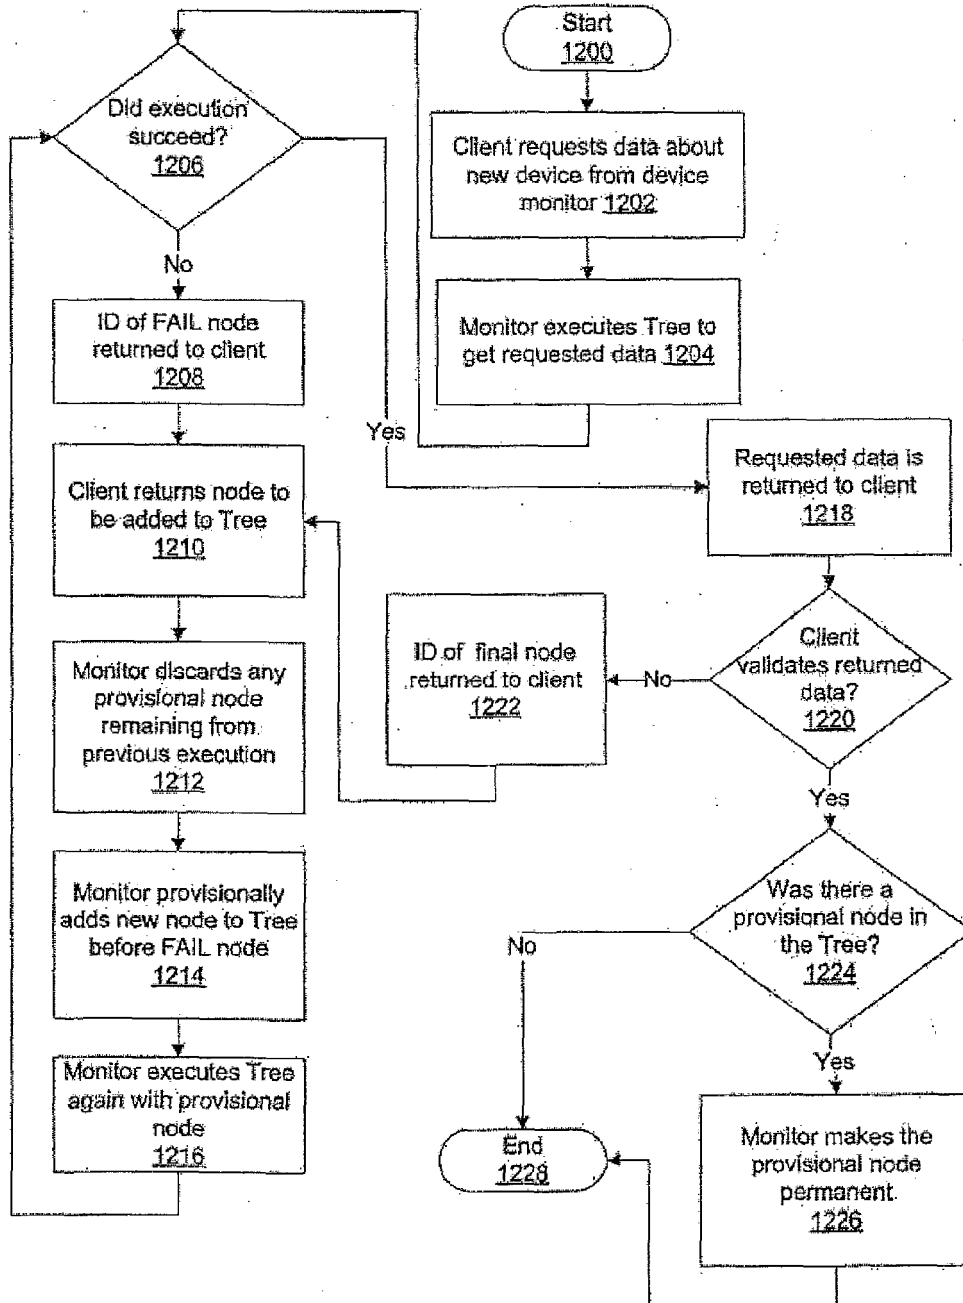 Start
1200
Client requests data about
new device from device
monitor 1202
Monitor executes Tree to
get requested data 1204
Did execution
succeed?
1206
No
ID of FAIL node
returned to client
1208
Yes
Client returns node to
be added to Tree
1210
Monitor discards any
provisional node
remaining from
previous execution
1212
Monitor provisionally
adds new node to Tree
before FAIL node
1214
Monitor executes Tree
again with provisional
node
1216
Requested data is
returned to client
1218
Client
validates returned
data?
1220
No
ID of final node
returned to client
1222
Yes
Was there a
provisional node in
the Tree?
1224
No
Yes
Monitor makes the
provisional node
permanent.
1226
End
1228